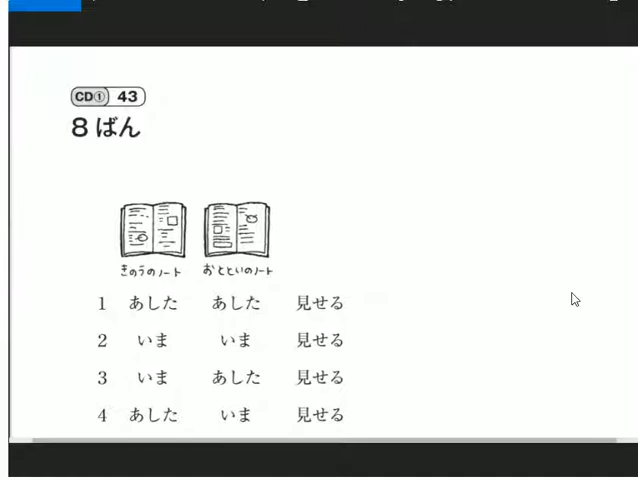 CD① 43
8 ばん
きのうのノート おとといのノート
1 あした あした 見せる
2 いま いま 見せる
3 いま あした 見せる
4 あした いま 見せる